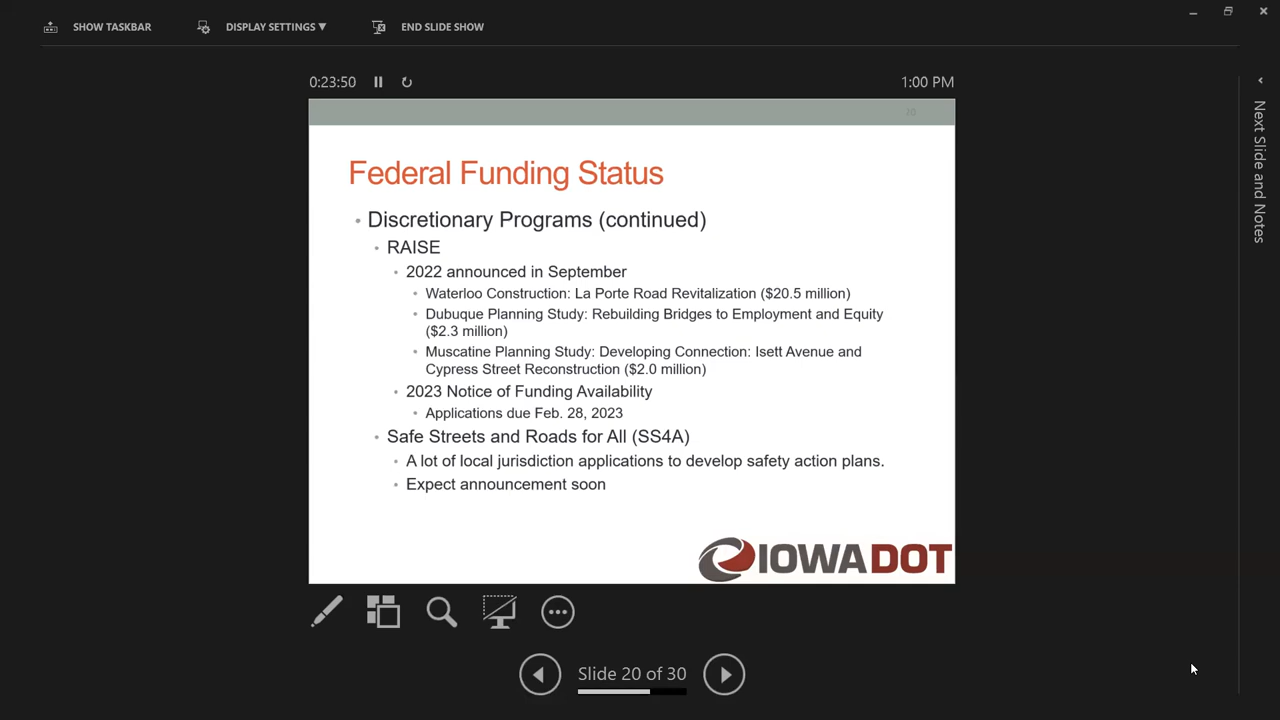 SHOW TASKBAR
DISPLAY SETTINGS ▼
END SLIDE SHOW
0:23:50
1:00 PM
20
Federal Funding Status
• Discretionary Programs (continued)
• RAISE
• 2022 announced in September
• Waterloo Construction: La Porte Road Revitalization ($20.5 million)
• Dubuque Planning Study: Rebuilding Bridges to Employment and Equity
($2.3 million)
• Muscatine Planning Study: Developing Connection: Isett Avenue and
Cypress Street Reconstruction ($2.0 million)
• 2023 Notice of Funding Availability
• Applications due Feb. 28, 2023
• Safe Streets and Roads for All (SS4A)
• A lot of local jurisdiction applications to develop safety action plans.
• Expect announcement soon
IOWADOT
Slide 20 of 30
Next Slide and Notes